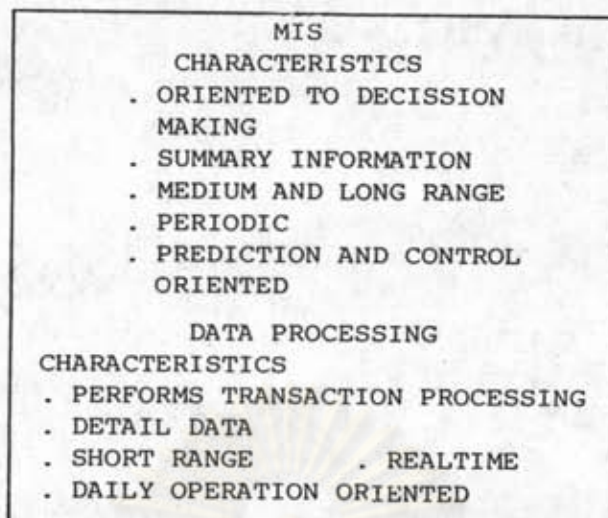 MIS
CHARACTERISTICS
. ORIENTED TO DECISSION
MAKING
. SUMMARY INFORMATION
. MEDIUM AND LONG RANGE
. PERIODIC
. PREDICTION AND CONTROL
ORIENTED
DATA PROCESSING
CHARACTERISTICS
. PERFORMS TRANSACTION PROCESSING
. DETAIL DATA
. SHORT RANGE . REALTIME
. DAILY OPERATION ORIENTED